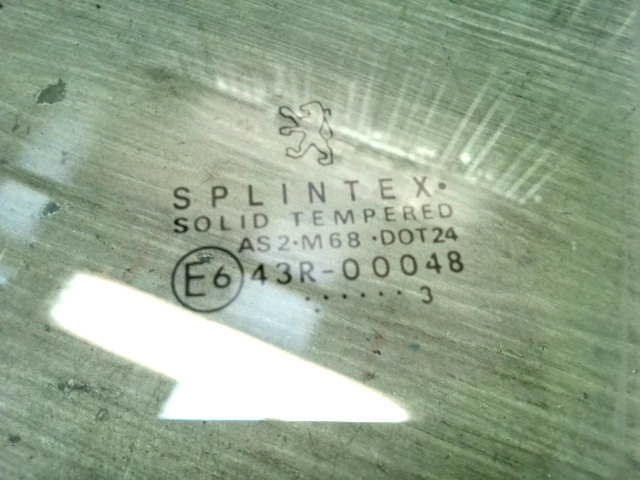 SPLINTEX•
SOLID TEMPERED
AS2·M68·DOT24
E6 43R-00048
. . . . . . . 3